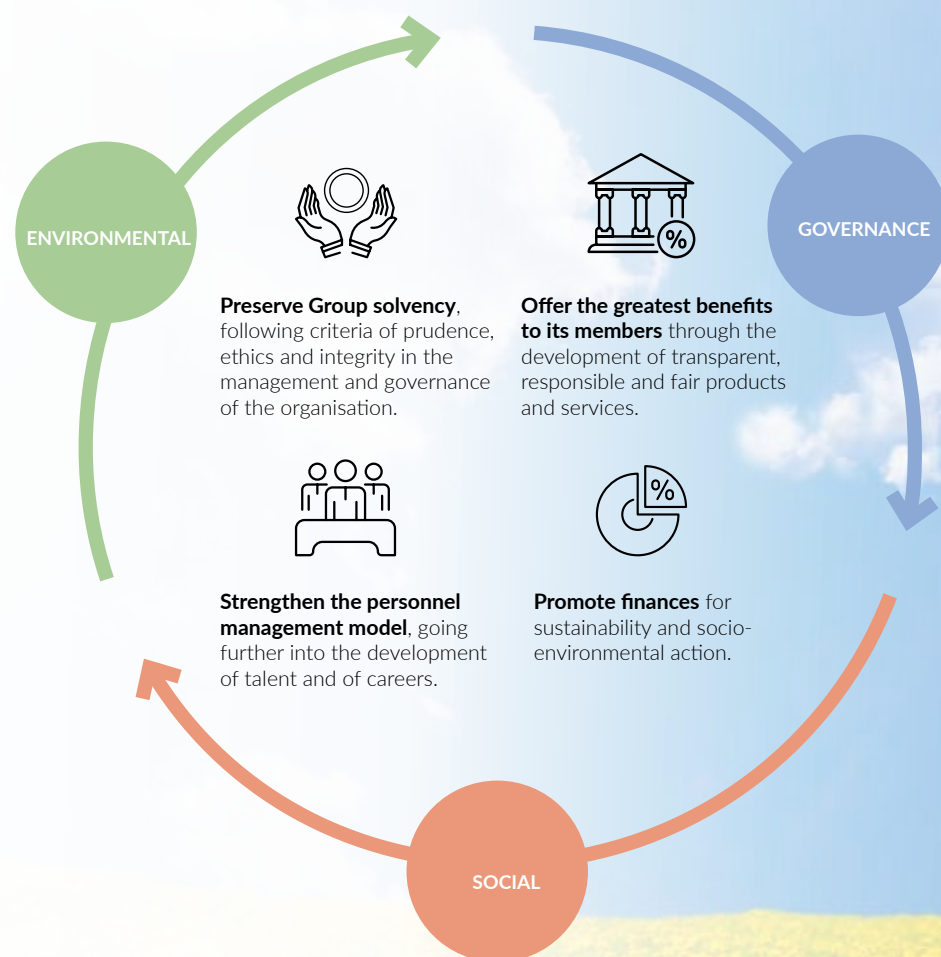 ENVIRONMENTAL
GOVERNANCE
%
Preserve Group solvency,
following criteria of prudence,
ethics and integrity in the
management and governance
of the organisation.
Offer the greatest benefits
to its members through the
development of transparent,
responsible and fair products
and services.
%
Strengthen the personnel
management model, going
further into the development
of talent and of careers.
Promote finances for
sustainability and socio-
environmental action.
SOCIAL